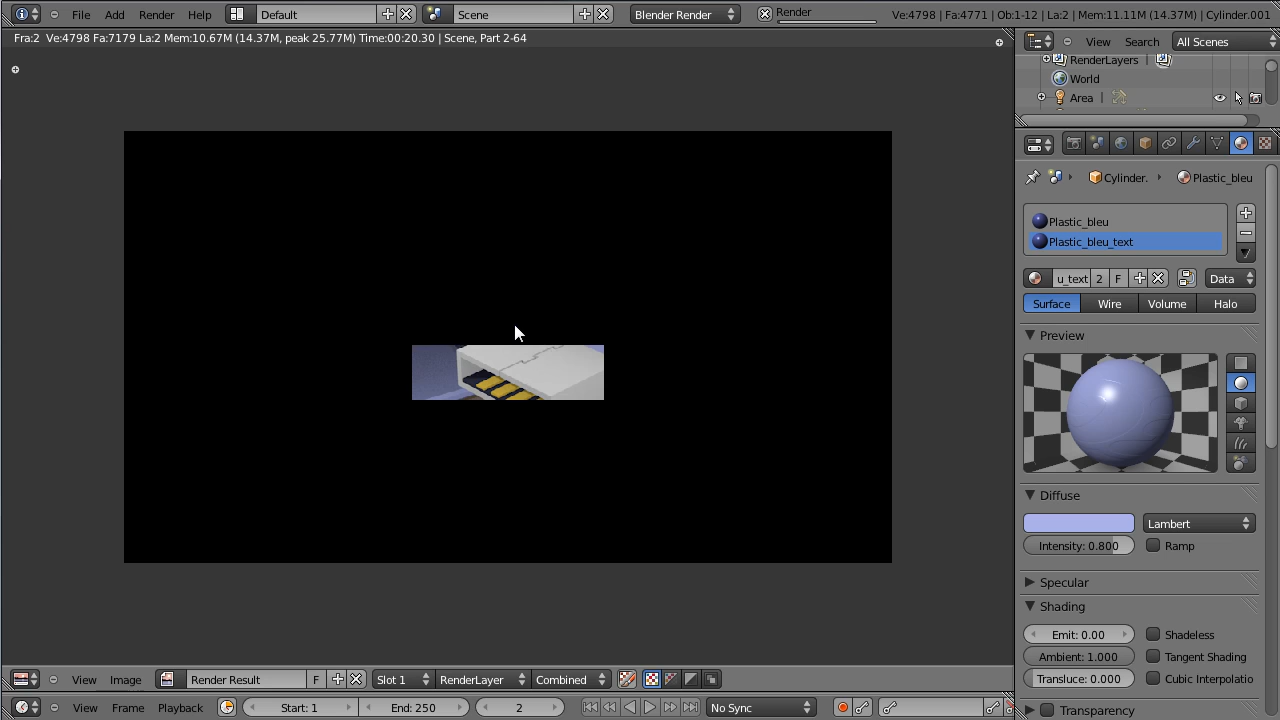 File Add Render Help Default Scene Blender Render Render Ve:4798 | Fa:4771 | Ob:1-12 | La:2 | Mem:11.11M (14.37M) | Cylinder.001
Fra:2 Ve:4798 Fa:7179 La:2 Mem:10.67M (14.37M, peak 25.77M) Time:00:20.30 | Scene, Part 2-64
View Search All Scenes
RenderLayers |
World
Area |
Cylinder. Plastic_bleu
Plastic_bleu
Plastic_bleu_text
u_text 2 F Data
Surface Wire Volume Halo
Preview
Diffuse
Lambert
Intensity: 0.800 Ramp
Specular
Shading
Emit: 0.00 Shadeless
Ambient: 1.000 Tangent Shading
Transluce: 0.000 Cubic Interpolatio
Transparency
View Image Render Result F Slot 1 RenderLayer Combined
View Frame Playback Start: 1 End: 250 2 No Sync